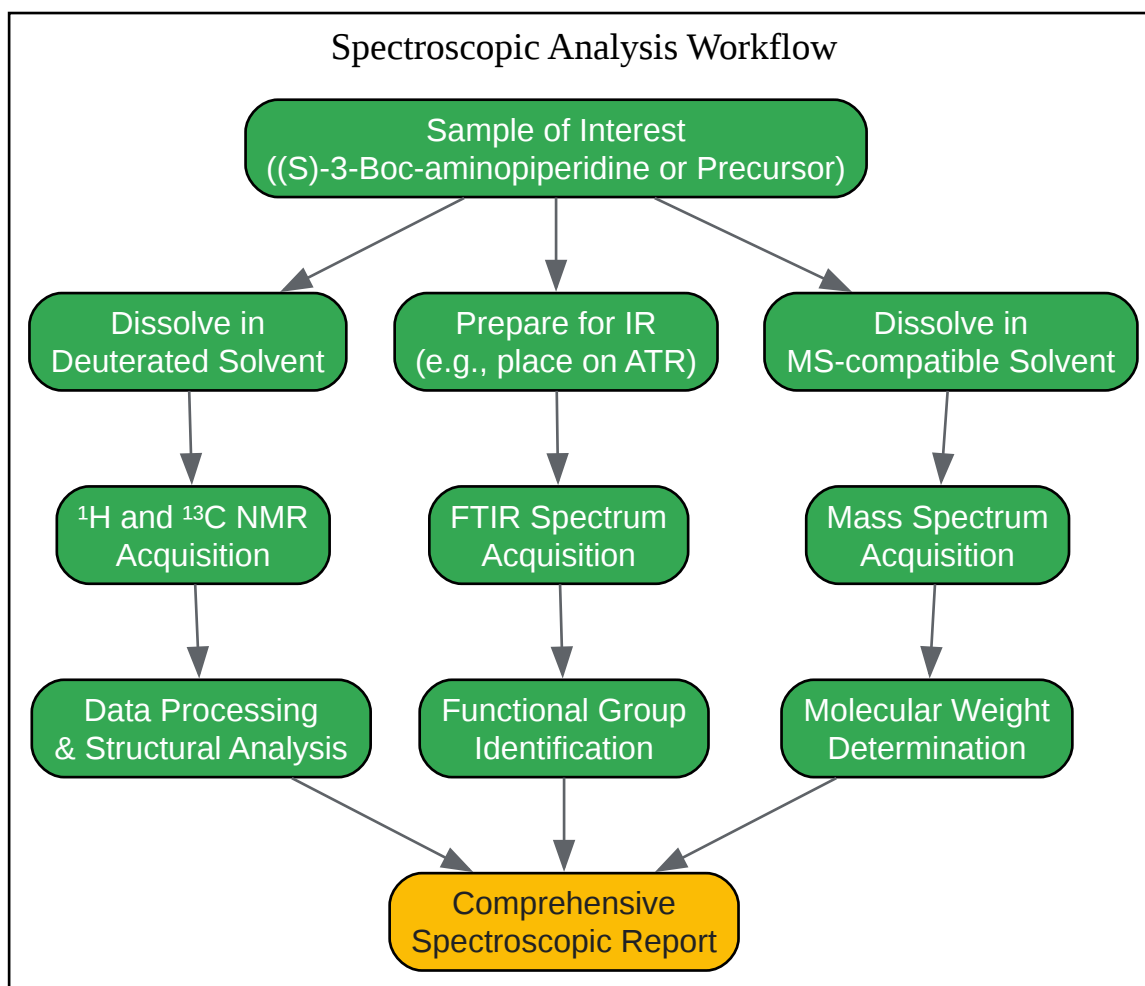 Spectroscopic Analysis Workflow
Sample of Interest
((S)-3-Boc-aminopiperidine or Precursor)
Dissolve in
Deuterated Solvent
Prepare for IR
(e.g., place on ATR)
Dissolve in
MS-compatible Solvent
¹H and ¹³C NMR
Acquisition
FTIR Spectrum
Acquisition
Mass Spectrum
Acquisition
Data Processing
& Structural Analysis
Functional Group
Identification
Molecular Weight
Determination
Comprehensive
Spectroscopic Report